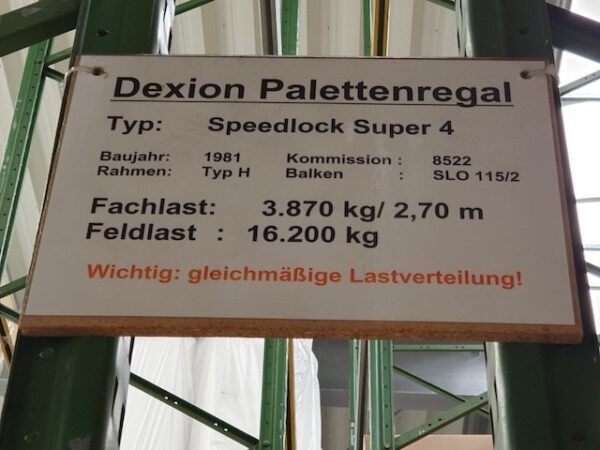 Dexion Palettenregal
Typ: Speedlock Super 4
Baujahr: 1981 Kommission : 8522
Rahmen: Typ H Balken : SLO 115/2
Fachlast: 3.870 kg/ 2,70 m
Feldlast : 16.200 kg
Wichtig: gleichmäßige Lastverteilung!